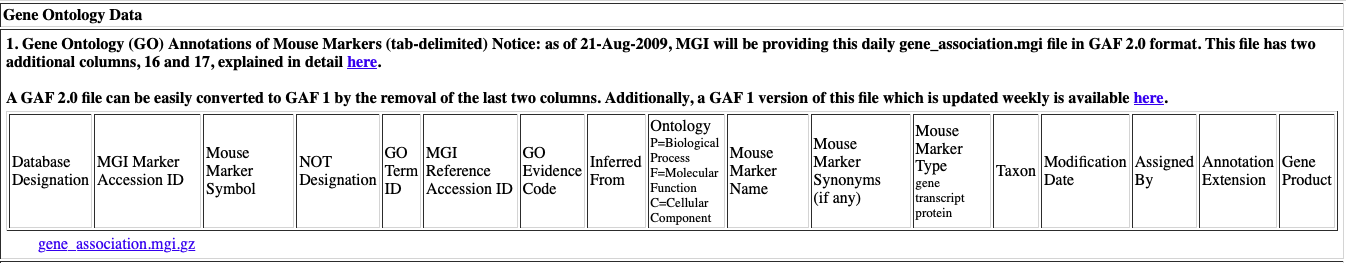 Gene Ontology Data
1. Gene Ontology (GO) Annotations of Mouse Markers (tab-delimited) Notice: as of 21-Aug-2009, MGI will be providing this daily gene_association.mgi file in GAF 2.0 format. This file has two
additional columns, 16 and 17, explained in detail here.
A GAF 2.0 file can be easily converted to GAF 1 by the removal of the last two columns. Additionally, a GAF 1 version of this file which is updated weekly is available here.
Database
Designation
MGI Marker
Accession ID
Mouse
Marker
Symbol
NOT
Designation
GO
Term
ID
MGI
Reference
Accession ID
GO
Evidence
Code
Inferred
From
Ontology
P=Biological
Process
F=Molecular
Function
C=Cellular
Component
Mouse
Marker
Name
Mouse
Marker
Synonyms
(if any)
Mouse
Marker
Type
gene
transcript
protein
Taxon
Modification
Date
Assigned
By
Annotation
Extension
Gene
Product
gene_association.mgi.gz